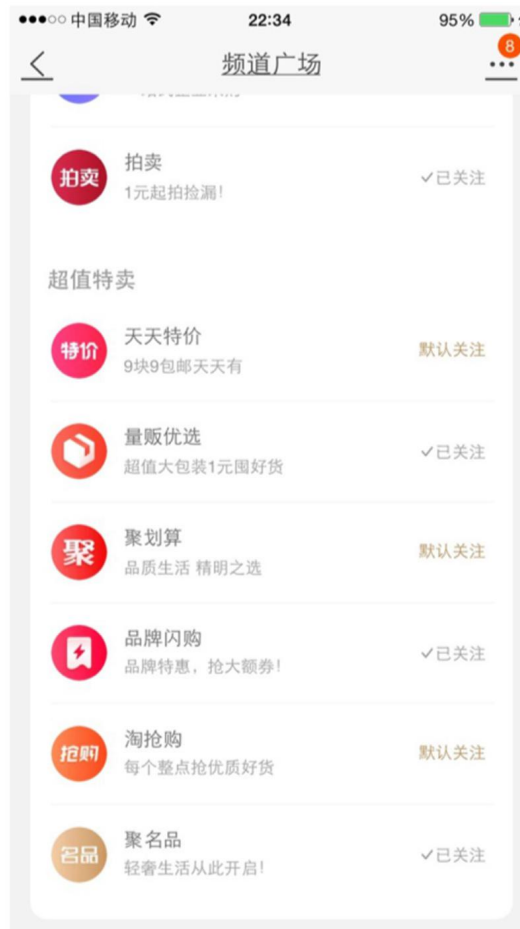 中国移动 22:34 95%
频道广场
8
拍卖
拍卖
1元起拍捡漏!
✓已关注
超值特卖
特价
天天特价
9块9包邮天天有
默认关注
量贩优选
超值大包装1元囤好货
✓已关注
聚
聚划算
品质生活 精明之选
默认关注
品牌闪购
品牌特惠，抢大额券!
✓已关注
抢购
淘抢购
每个整点抢优质好货
默认关注
名品
聚名品
轻奢生活从此开启!
✓已关注